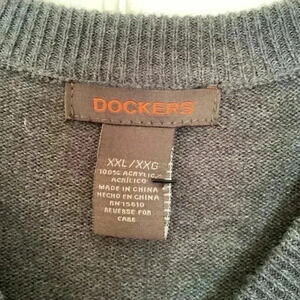 DOCKERS
XXL/XXG
100% ACRYLIC
ACRILICO
MADE IN CHINA
HECHO EN CHINA
RN 15610
REVERSE FOR
CARE